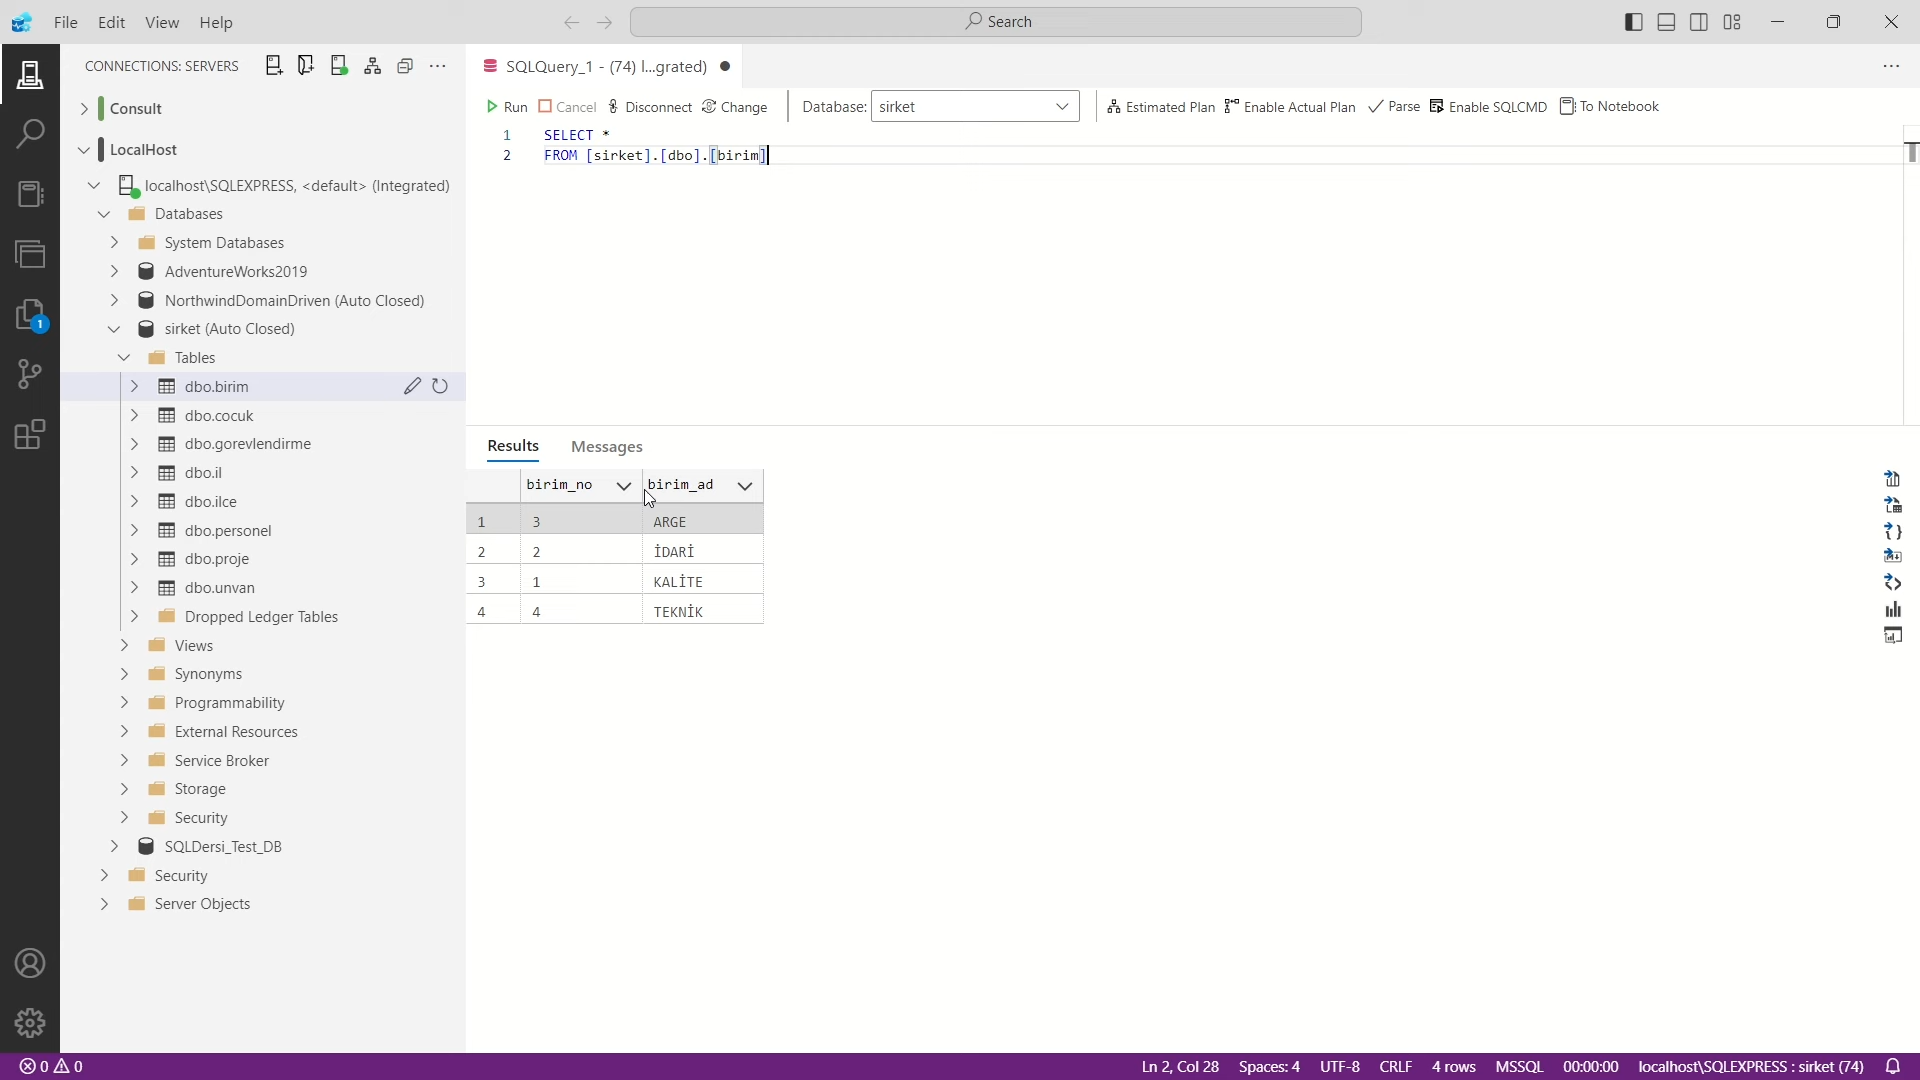 File Edit View Help
Search
CONNECTIONS: SERVERS
Consult
LocalHost
localhost\SQLEXPRESS, <default> (Integrated)
Databases
System Databases
AdventureWorks2019
NorthwindDomainDriven (Auto Closed)
sirket (Auto Closed)
Tables
dbo.birim
dbo.cocuk
dbo.gorevlendirme
dbo.il
dbo.ilce
dbo.personel
dbo.proje
dbo.unvan
Dropped Ledger Tables
Views
Synonyms
Programmability
External Resources
Service Broker
Storage
Security
SQLDersi_Test_DB
Security
Server Objects
1
SQLQuery_1 - (74) l...grated)
Run Cancel Disconnect Change Database: sirket Estimated Plan Enable Actual Plan Parse Enable SQLCMD To Notebook
1 SELECT *
2 FROM [sirket].[dbo].[birim]
Results Messages
birim_no birim_ad
1 3 ARGE
2 2 İDARİ
3 1 KALİTE
4 4 TEKNİK
0 0 Ln 2, Col 28 Spaces: 4 UTF-8 CRLF 4 rows MSSQL 00:00:00 localhost\SQLEXPRESS : sirket (74)